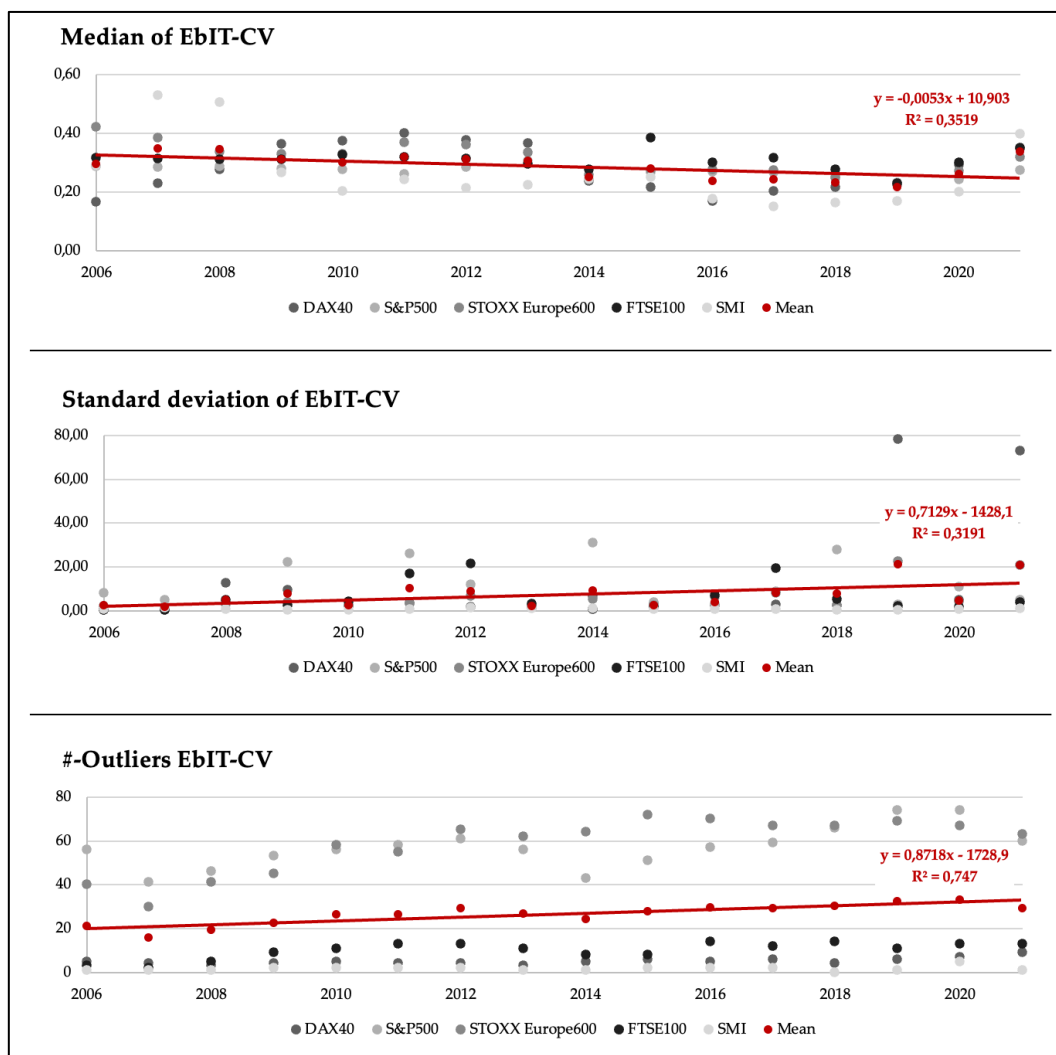 Median of EbIT-CV
0,60
y = -0,0053x + 10,903
R² = 0,3519
0,40
0,20
0,00
2006 2008 2010 2012 2014 2016 2018 2020
DAX40 S&P500 STOXX Europe600 FTSE100 SMI Mean
Standard deviation of EbIT-CV
80,00
60,00
y = 0,7129x - 1428,1
R² = 0,3191
40,00
20,00
0,00
2006 2008 2010 2012 2014 2016 2018 2020
DAX40 S&P500 STOXX Europe600 FTSE100 SMI Mean
#-Outliers EbIT-CV
80
60
y = 0,8718x - 1728,9
R² = 0,747
40
20
0
2006 2008 2010 2012 2014 2016 2018 2020
DAX40 S&P500 STOXX Europe600 FTSE100 SMI Mean